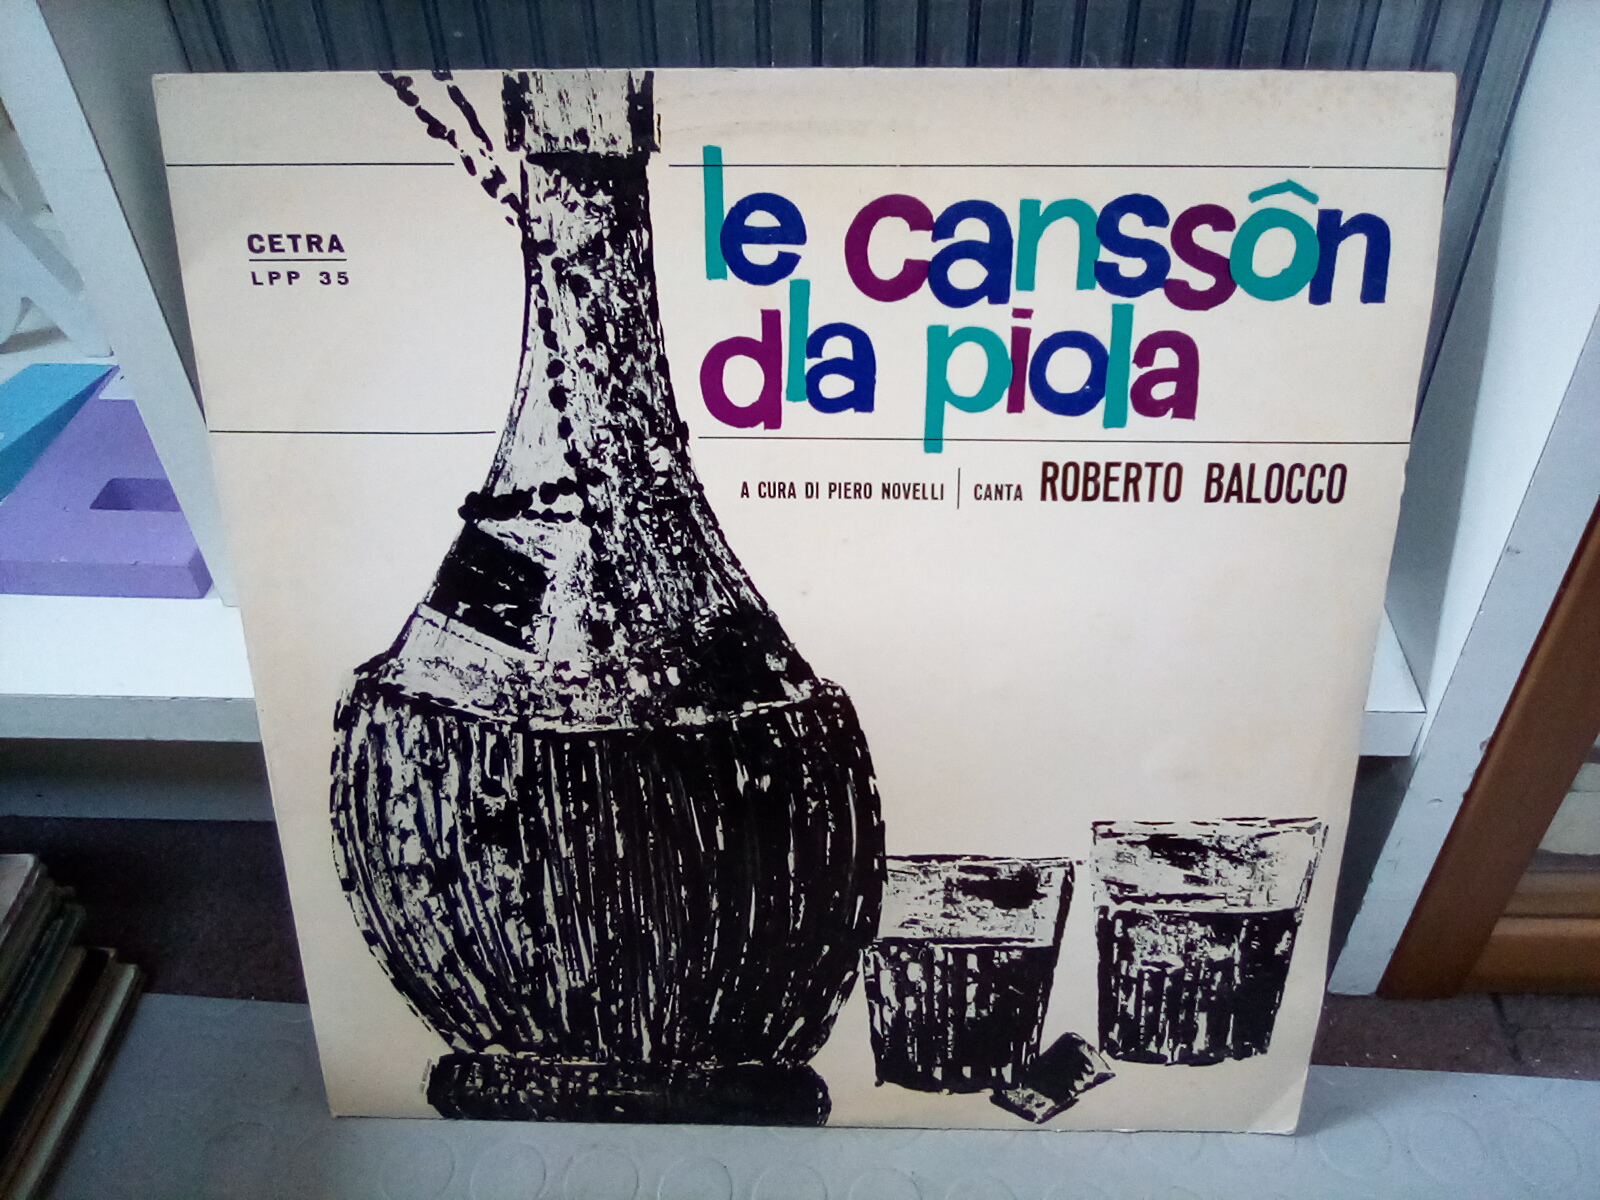 CETRA
LPP 35
le canssôn
dla piola
A CURA DI PIERO NOVELLI | CANTA ROBERTO BALOCCO